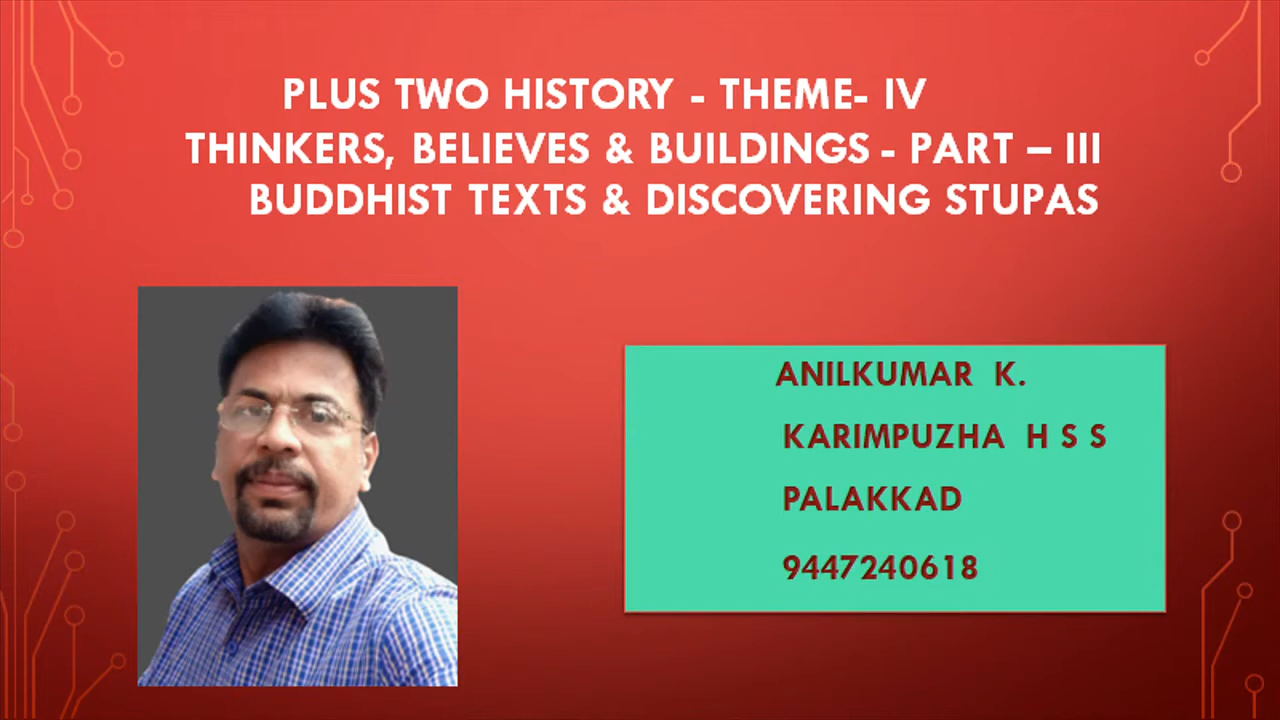 PLUS TWO HISTORY - THEME- IV
THINKERS, BELIEVES & BUILDINGS - PART – III
BUDDHIST TEXTS & DISCOVERING STUPAS
ANILKUMAR K.
KARIMPUZHA H S S
PALAKKAD
9447240618